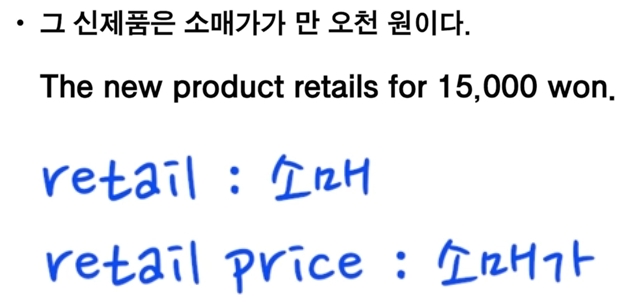 • 그 신제품은 소매가가 만 오천 원이다.
The new product retails for 15,000 won.
retail : 소매
retail price : 소매가